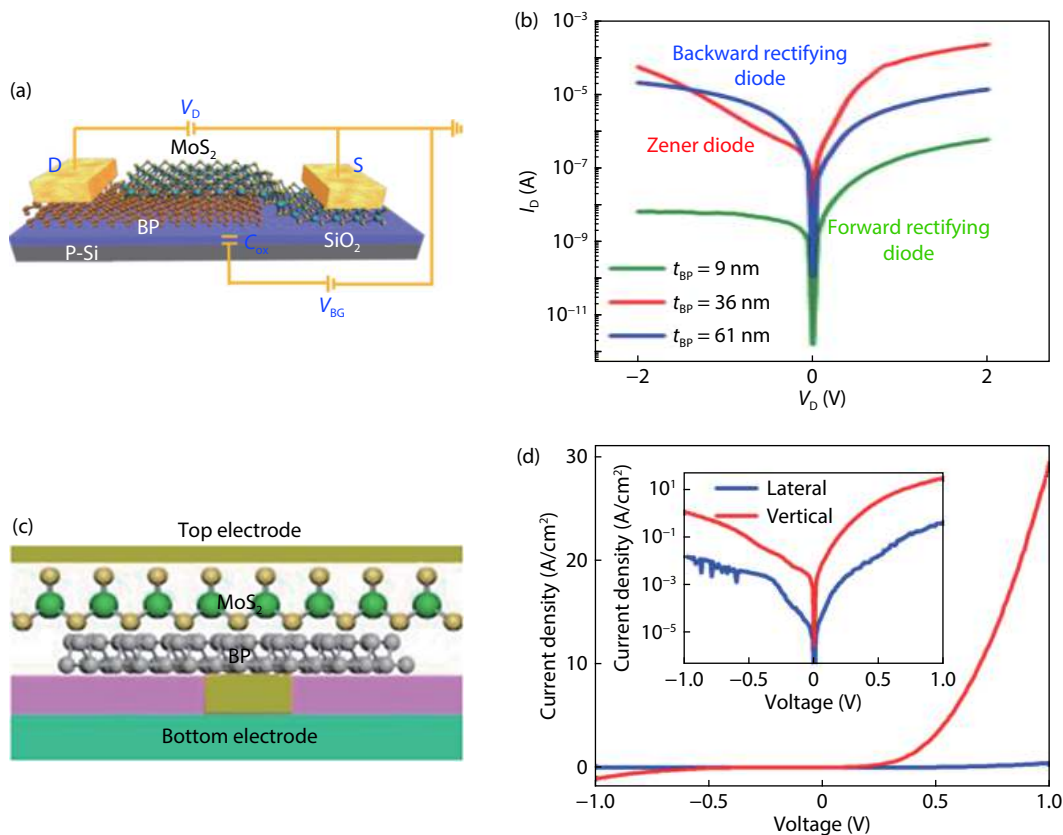 (a)
V_D
MoS₂
D
S
BP
SiO₂
P-Si
C_ox
V_BG
(b)
10⁻³
10⁻⁵
10⁻⁷
10⁻⁹
10⁻¹¹
I_D (A)
Backward rectifying
diode
Zener diode
Forward rectifying
diode
t_BP = 9 nm
t_BP = 36 nm
t_BP = 61 nm
−2
0
2
V_D (V)
(c)
Top electrode
MoS₂
BP
Bottom electrode
(d)
30
20
10
0
Current density (A/cm²)
−1.0
−0.5
0
0.5
1.0
Voltage (V)
Lateral
Vertical
10¹
10⁻¹
10⁻³
10⁻⁵
Current density (A/cm²)
−1.0
−0.5
0
0.5
1.0
Voltage (V)